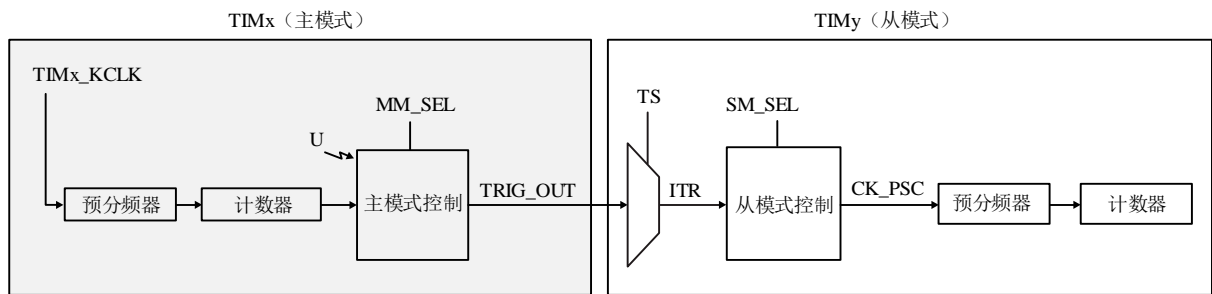 TIMx（主模式）
TIMy（从模式）
TIMx_KCLK
MM_SEL
TS
SM_SEL
U
预分频器
计数器
主模式控制
TRIG_OUT
ITR
从模式控制
CK_PSC
预分频器
计数器